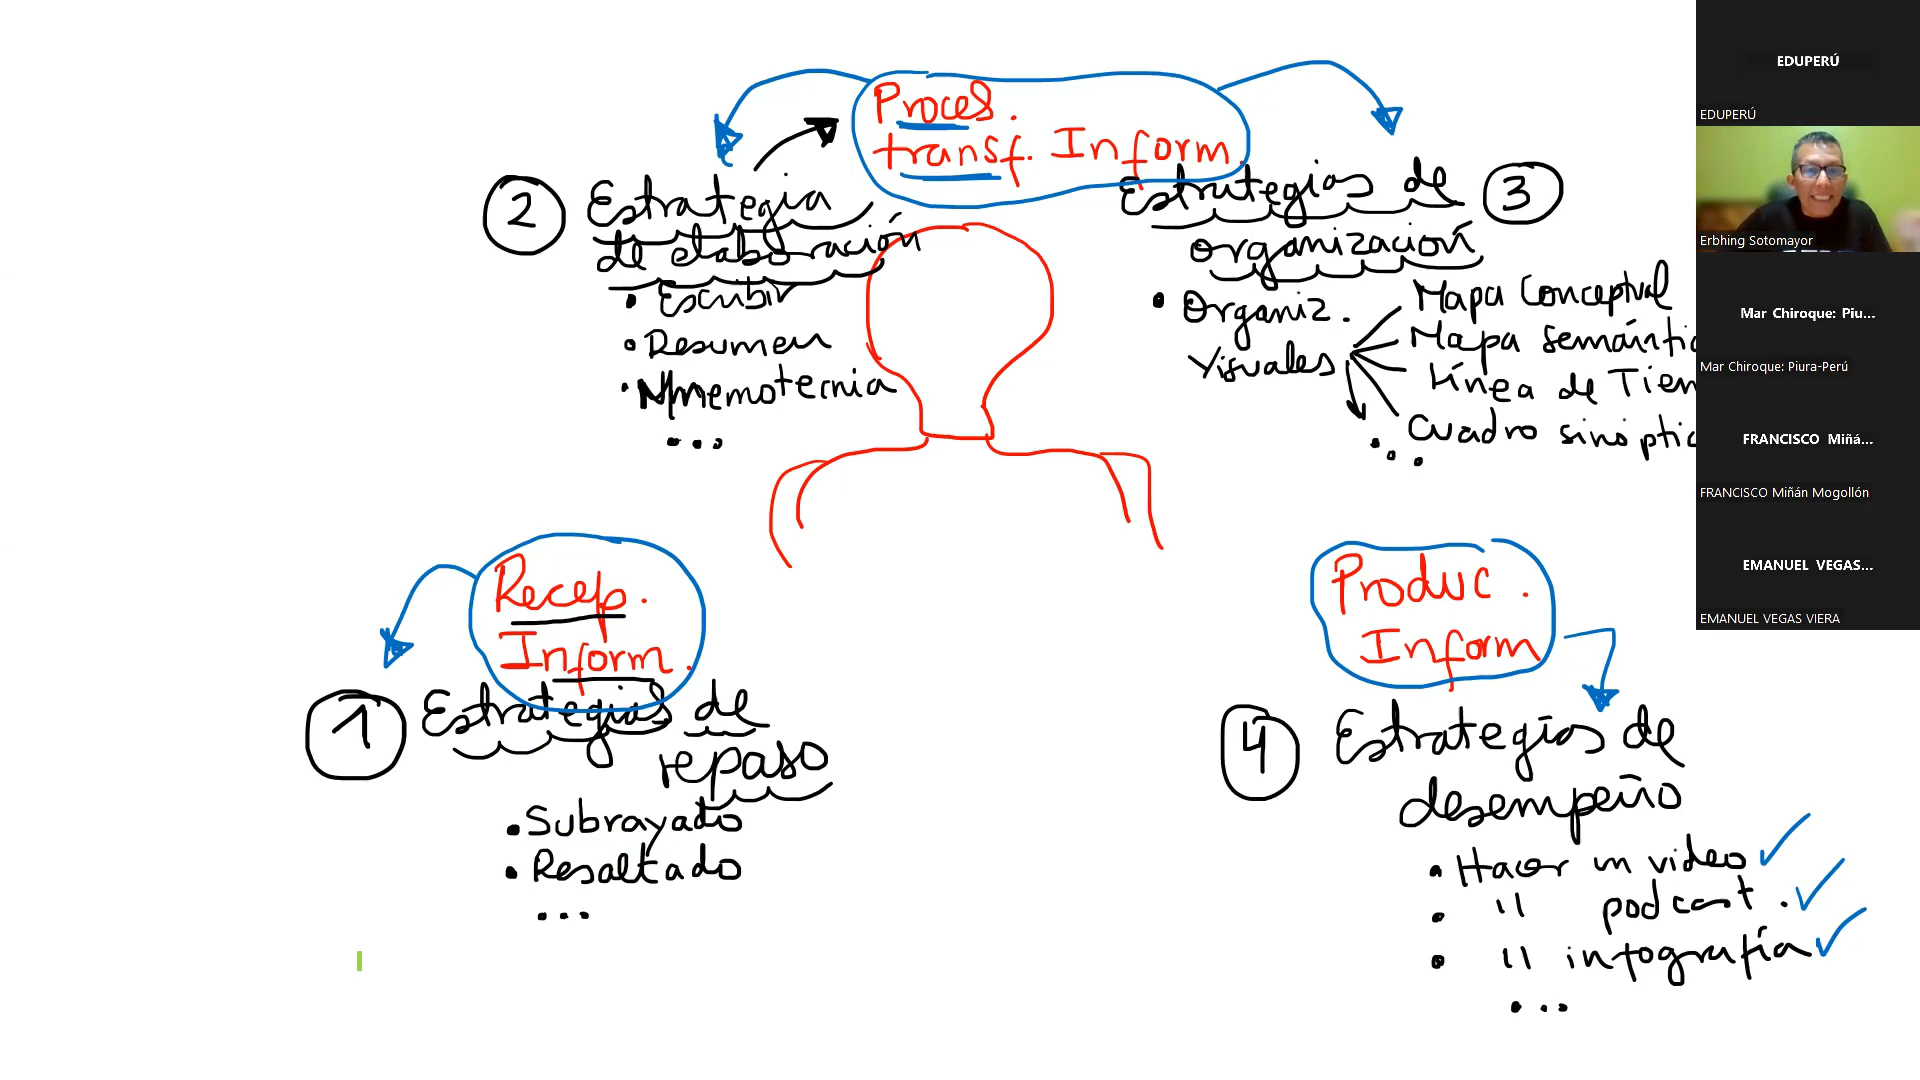 Proces.
transf. Inform.
2
Estrategia
de elaboración
• Escribir
• Resumen
• Mnemotecnia
...
Estrategias de
organización
3
• Organiz.
Visuales
Mapa Conceptual
Mapa semántic
Línea de Tiem
Cuadro sinóptic
...
Recep.
Inform.
1
Estrategias de
repaso
• Subrayado
• Resaltado
...
Produc.
Inform
4
Estrategias de
desempeño
• Hacer un video
• " podcast.
• " infografía
...
EDUPERÚ
EDUPERÚ
Erbhing Sotomayor
Mar Chiroque: Piu...
Mar Chiroque: Piura-Perú
FRANCISCO Miñá...
FRANCISCO Miñán Mogollón
EMANUEL VEGAS...
EMANUEL VEGAS VIERA